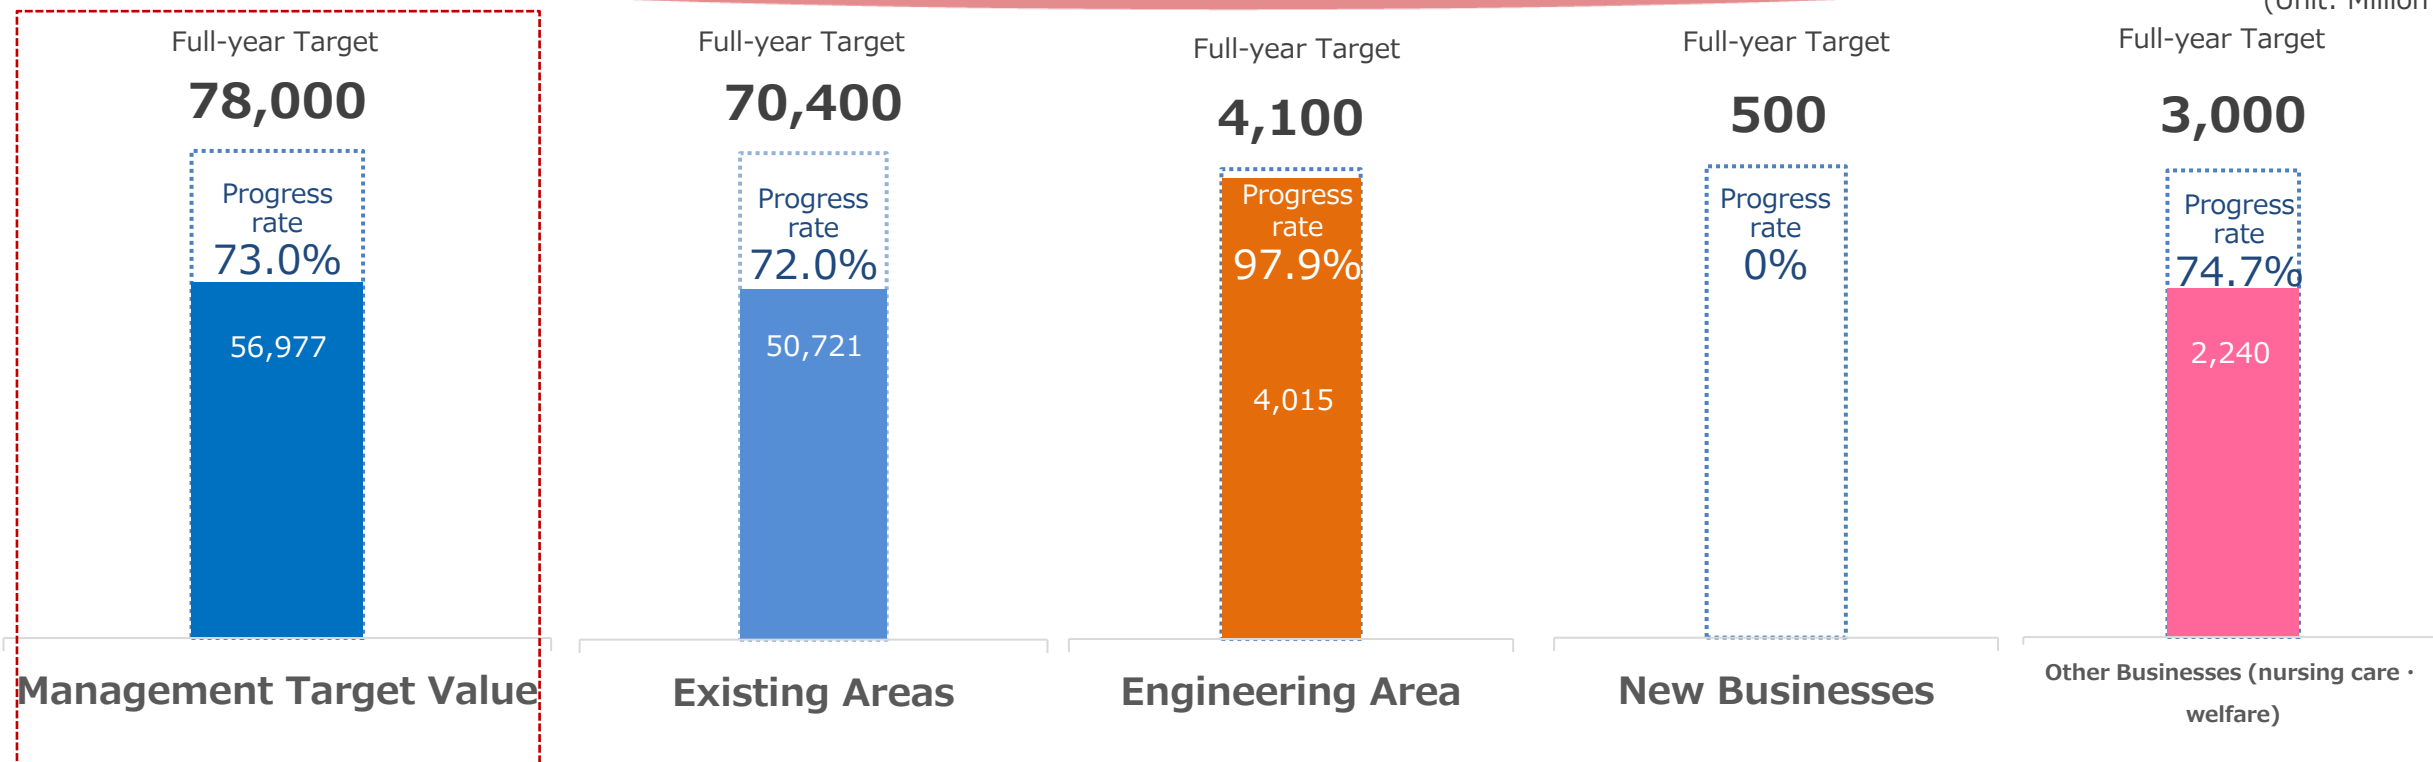 (Unit: Million
Full-year Target
78,000
Progress
rate
73.0%
56,977
Management Target Value
Full-year Target
70,400
Progress
rate
72.0%
50,721
Existing Areas
Full-year Target
4,100
Progress
rate
97.9%
4,015
Engineering Area
Full-year Target
500
Progress
rate
0%
New Businesses
Full-year Target
3,000
Progress
rate
74.7%
2,240
Other Businesses (nursing care・
welfare)